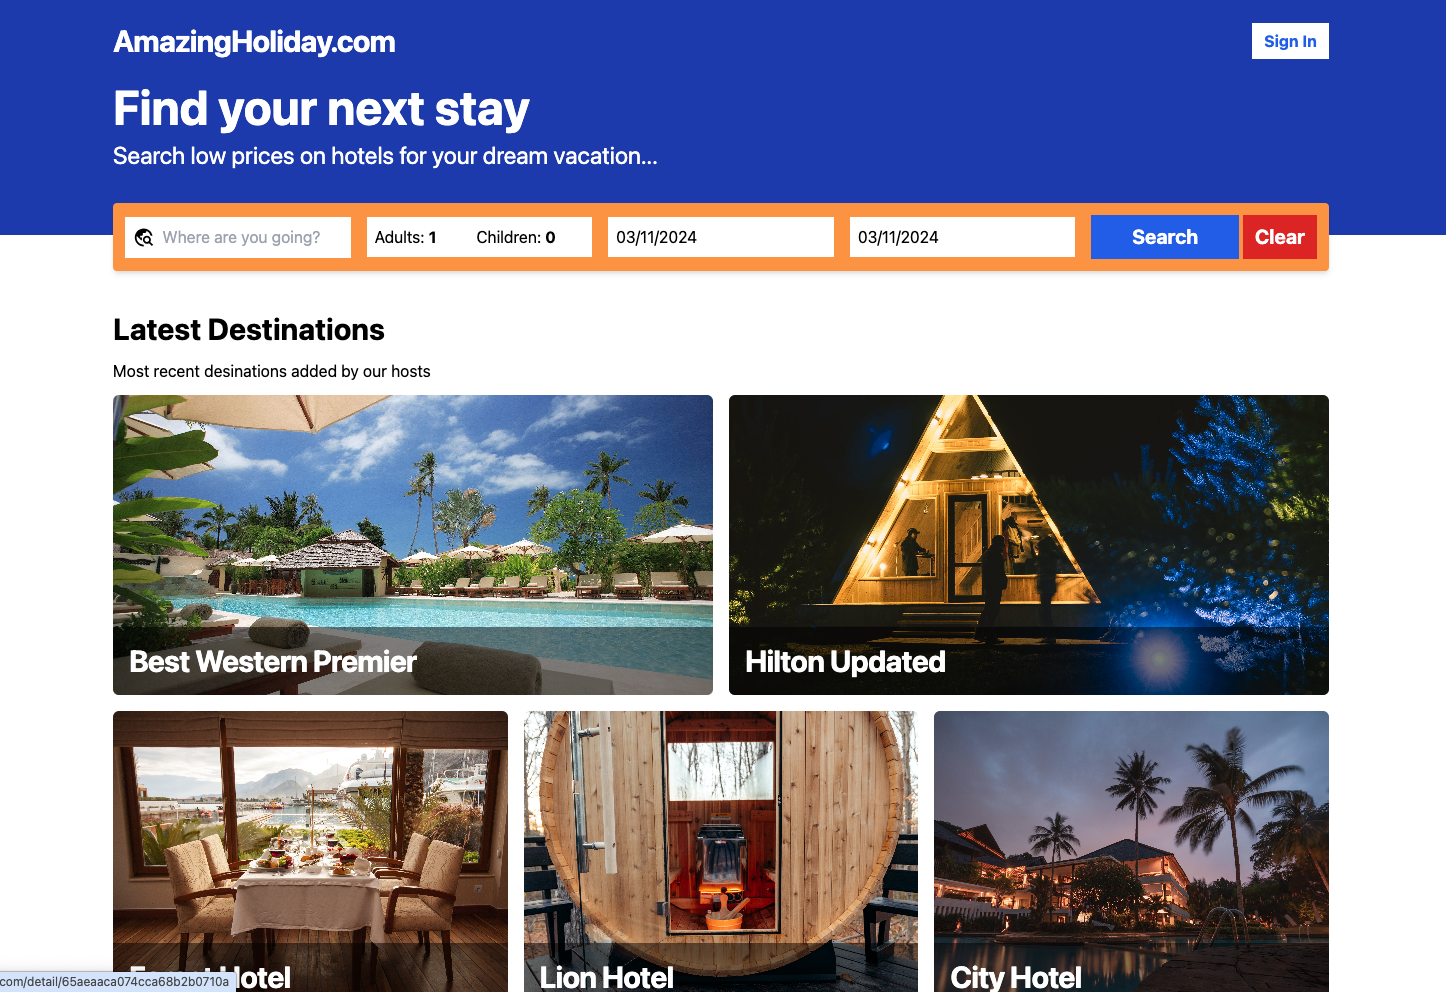 AmazingHoliday.com
Sign In
Find your next stay
Search low prices on hotels for your dream vacation...
Where are you going?
Adults: 1 Children: 0
03/11/2024
03/11/2024
Search
Clear
Latest Destinations
Most recent desinations added by our hosts
Best Western Premier
Hilton Updated
Hotel
Lion Hotel
City Hotel
com/detail/65aeaaca074cca68b2b0710a